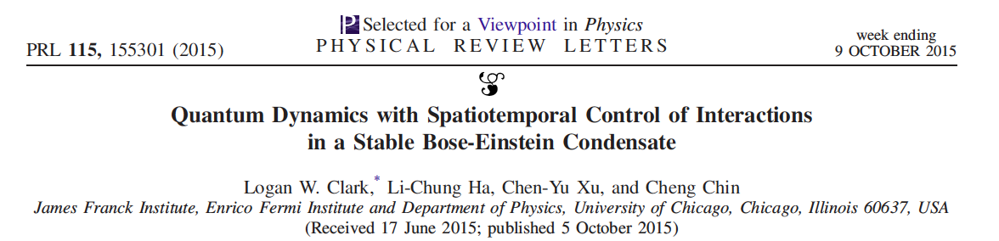 Selected for a Viewpoint in Physics
PRL 115, 155301 (2015)
PHYSICAL REVIEW LETTERS
week ending
9 OCTOBER 2015
Quantum Dynamics with Spatiotemporal Control of Interactions
in a Stable Bose-Einstein Condensate
Logan W. Clark,* Li-Chung Ha, Chen-Yu Xu, and Cheng Chin
James Franck Institute, Enrico Fermi Institute and Department of Physics, University of Chicago, Chicago, Illinois 60637, USA
(Received 17 June 2015; published 5 October 2015)